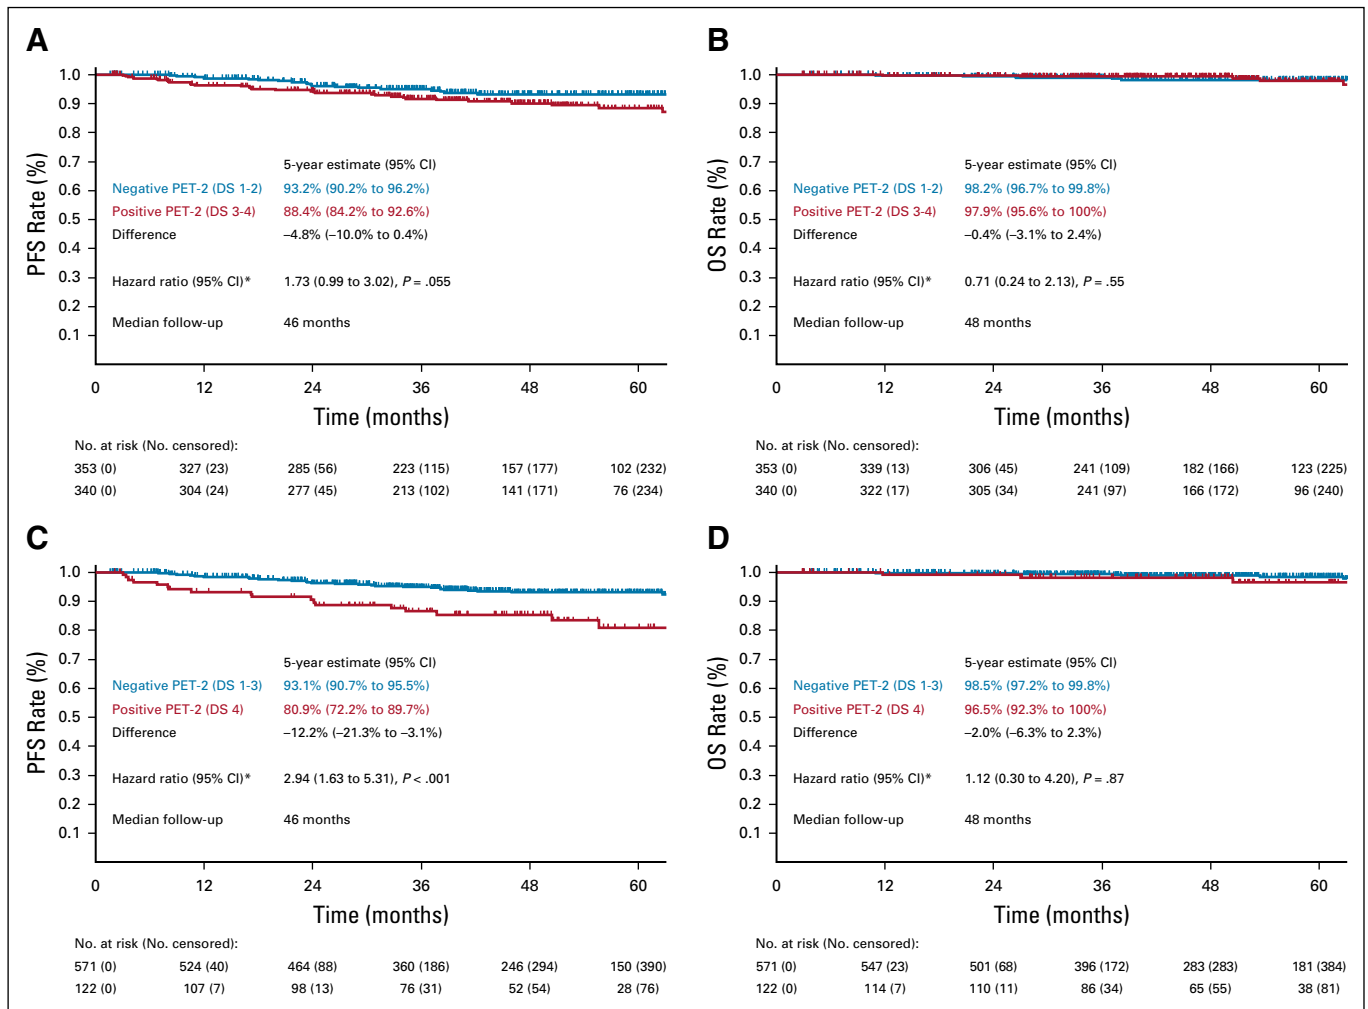 A
PFS Rate (%)
1.0
0.9
0.8
0.7
0.6
0.5
0.4
0.3
0.2
0.1
5-year estimate (95% CI)
Negative PET-2 (DS 1-2) 93.2% (90.2% to 96.2%)
Positive PET-2 (DS 3-4) 88.4% (84.2% to 92.6%)
Difference –4.8% (–10.0% to 0.4%)
Hazard ratio (95% CI)* 1.73 (0.99 to 3.02), P = .055
Median follow-up 46 months
0 12 24 36 48 60
Time (months)
No. at risk (No. censored):
353 (0) 327 (23) 285 (56) 223 (115) 157 (177) 102 (232)
340 (0) 304 (24) 277 (45) 213 (102) 141 (171) 76 (234)
B
OS Rate (%)
1.0
0.9
0.8
0.7
0.6
0.5
0.4
0.3
0.2
0.1
5-year estimate (95% CI)
Negative PET-2 (DS 1-2) 98.2% (96.7% to 99.8%)
Positive PET-2 (DS 3-4) 97.9% (95.6% to 100%)
Difference –0.4% (–3.1% to 2.4%)
Hazard ratio (95% CI)* 0.71 (0.24 to 2.13), P = .55
Median follow-up 48 months
0 12 24 36 48 60
Time (months)
No. at risk (No. censored):
353 (0) 339 (13) 306 (45) 241 (109) 182 (166) 123 (225)
340 (0) 322 (17) 305 (34) 241 (97) 166 (172) 96 (240)
C
PFS Rate (%)
1.0
0.9
0.8
0.7
0.6
0.5
0.4
0.3
0.2
0.1
5-year estimate (95% CI)
Negative PET-2 (DS 1-3) 93.1% (90.7% to 95.5%)
Positive PET-2 (DS 4) 80.9% (72.2% to 89.7%)
Difference –12.2% (–21.3% to –3.1%)
Hazard ratio (95% CI)* 2.94 (1.63 to 5.31), P < .001
Median follow-up 46 months
0 12 24 36 48 60
Time (months)
No. at risk (No. censored):
571 (0) 524 (40) 464 (88) 360 (186) 246 (294) 150 (390)
122 (0) 107 (7) 98 (13) 76 (31) 52 (54) 28 (76)
D
OS Rate (%)
1.0
0.9
0.8
0.7
0.6
0.5
0.4
0.3
0.2
0.1
5-year estimate (95% CI)
Negative PET-2 (DS 1-3) 98.5% (97.2% to 99.8%)
Positive PET-2 (DS 4) 96.5% (92.3% to 100%)
Difference –2.0% (–6.3% to 2.3%)
Hazard ratio (95% CI)* 1.12 (0.30 to 4.20), P = .87
Median follow-up 48 months
0 12 24 36 48 60
Time (months)
No. at risk (No. censored):
571 (0) 547 (23) 501 (68) 396 (172) 283 (283) 181 (384)
122 (0) 114 (7) 110 (11) 86 (34) 65 (55) 38 (81)